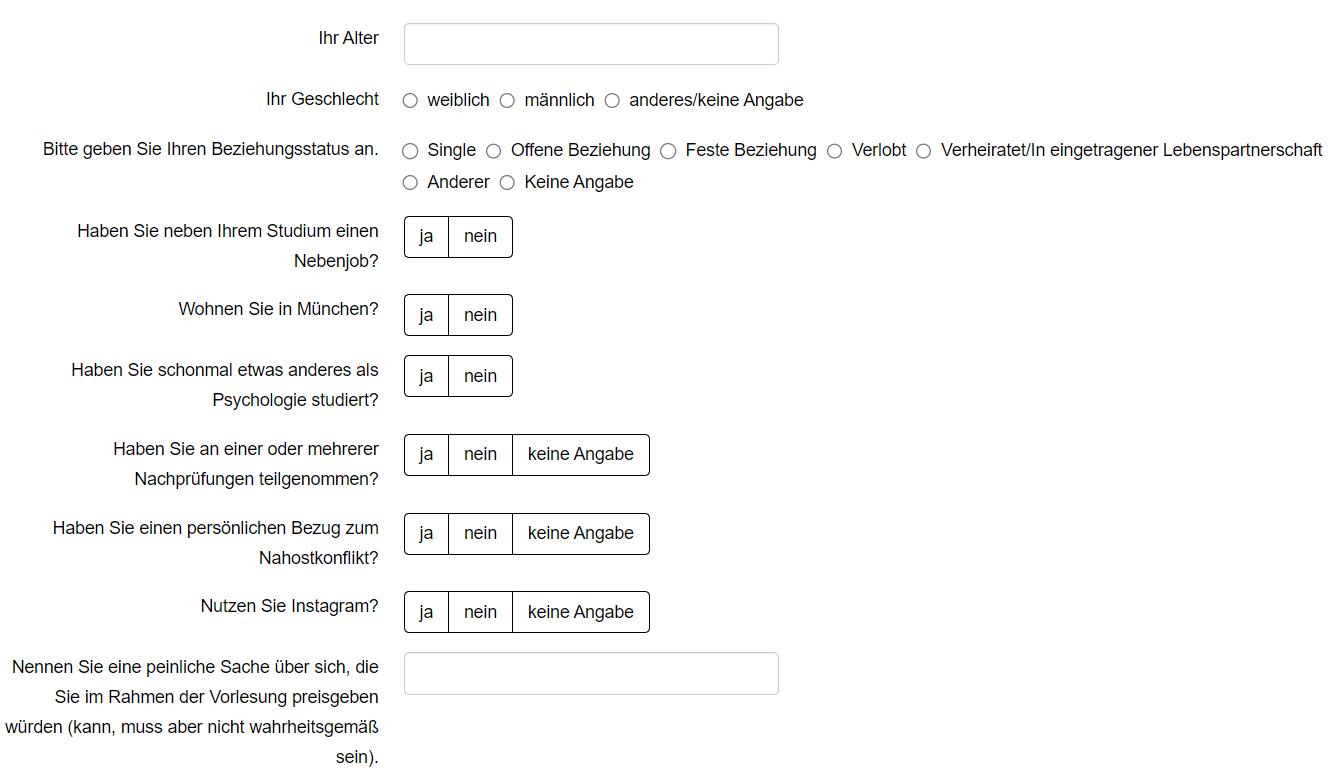 Ihr Alter
Ihr Geschlecht weiblich männlich anderes/keine Angabe
Bitte geben Sie Ihren Beziehungsstatus an. Single Offene Beziehung Feste Beziehung Verlobt Verheiratet/In eingetragener Lebenspartnerschaft
Anderer Keine Angabe
Haben Sie neben Ihrem Studium einen
Nebenjob?
ja nein
Wohnen Sie in München? ja nein
Haben Sie schonmal etwas anderes als
Psychologie studiert?
ja nein
Haben Sie an einer oder mehrerer
Nachprüfungen teilgenommen?
ja nein keine Angabe
Haben Sie einen persönlichen Bezug zum
Nahostkonflikt?
ja nein keine Angabe
Nutzen Sie Instagram? ja nein keine Angabe
Nennen Sie eine peinliche Sache über sich, die
Sie im Rahmen der Vorlesung preisgeben
würden (kann, muss aber nicht wahrheitsgemäß
sein).